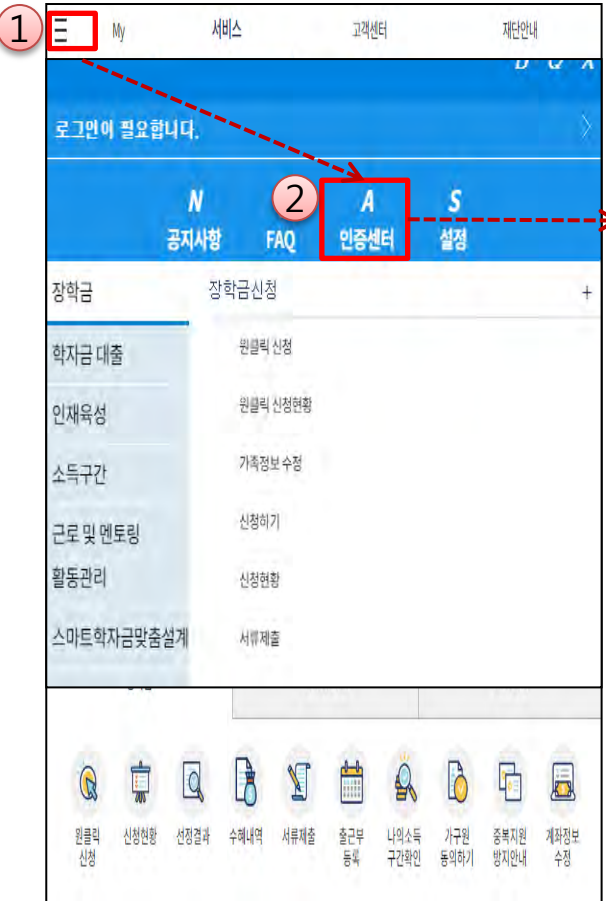 1
My 서비스 고객센터 재단안내
로그인이 필요합니다.
2
N A S
공지사항 FAQ 인증센터 설정
장학금
장학금신청 +
학자금 대출
인재육성
소득구간
근로 및 멘토링
활동관리
스마트학자금맞춤설계
원클릭 신청
원클릭 신청현황
가족정보 수정
신청하기
신청현황
서류제출
원클릭
신청
신청현황
선정결과
수혜내역
서류제출
출근부
등록
나의소득
구간확인
가구원
동의하기
중복지원
방지안내
계좌정보
수정